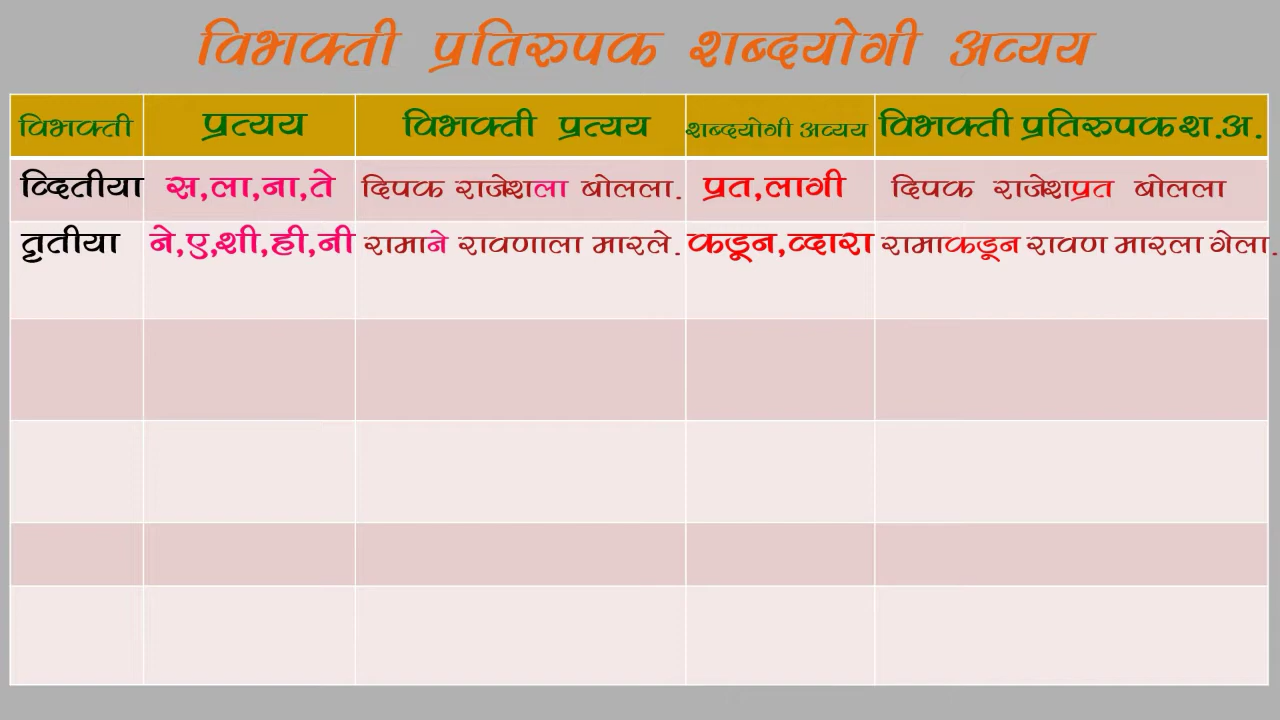 विभक्ती प्रतिरुपक शब्दयोगी अव्यय
विभक्ती प्रत्यय विभक्ती प्रत्यय शब्दयोगी अव्यय विभक्ती प्रतिरुपक श.अ.
व्दितीया स,ला,ना,ते दिपक राजेशला बोलला. प्रत,लागी दिपक राजेशप्रत बोलला
तृतीया ने,ए,शी,ही,नी रामाने रावणाला मारले. कडून,व्दारा रामाकडून रावण मारला गेला.